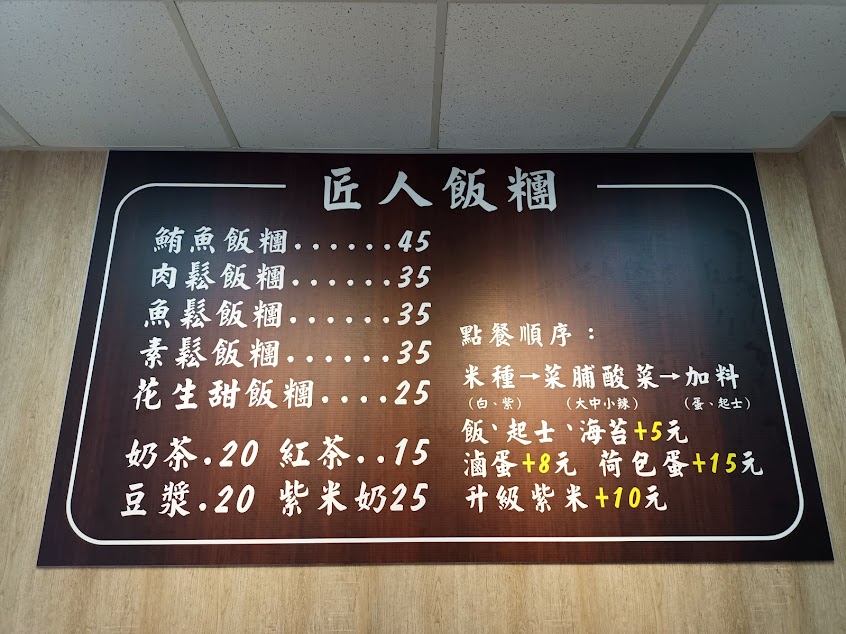 匠人飯糰
鮪魚飯糰......45
肉鬆飯糰......35
魚鬆飯糰......35
素鬆飯糰......35
花生甜飯糰....25
奶茶.20 紅茶..15
豆漿.20 紫米奶25
點餐順序：
米種→菜脯酸菜→加料
(白、紫) (大中小辣) (蛋、起士)
飯、起士、海苔+5元
滷蛋+8元 荷包蛋+15元
升級紫米+10元